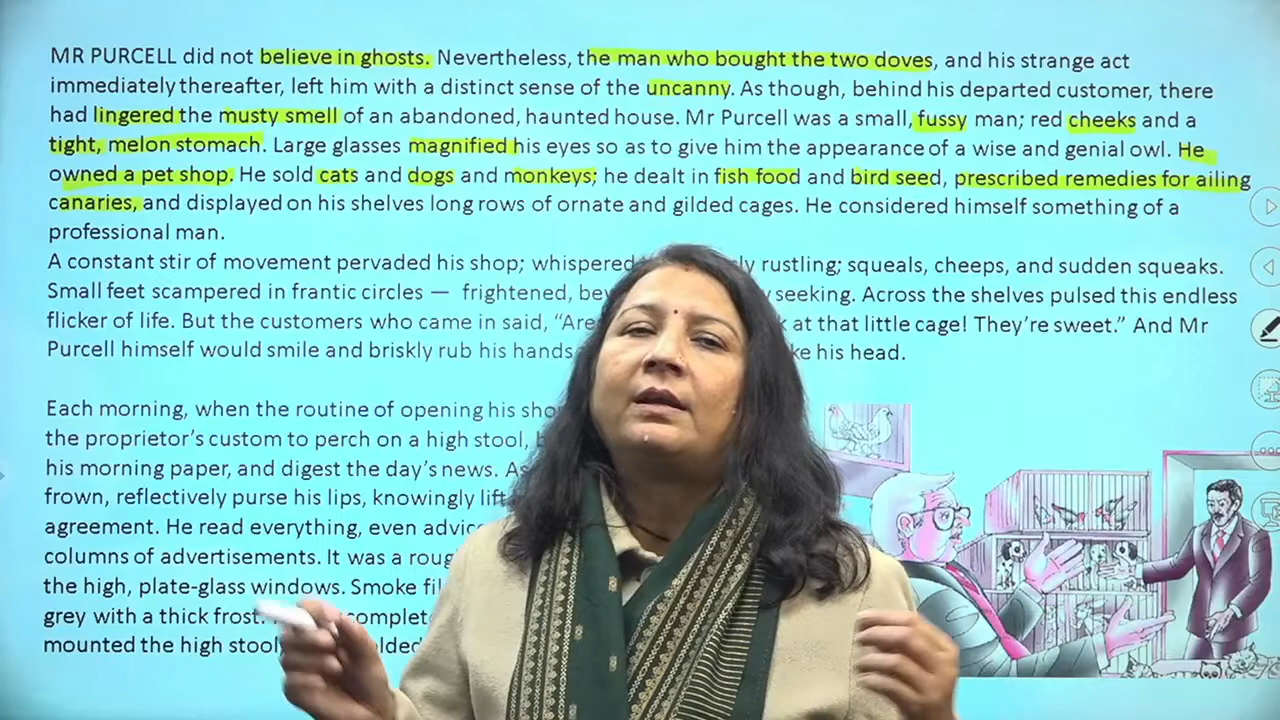 MR PURCELL did not believe in ghosts. Nevertheless, the man who bought the two doves, and his strange act
immediately thereafter, left him with a distinct sense of the uncanny. As though, behind his departed customer, there
had lingered the musty smell of an abandoned, haunted house. Mr Purcell was a small, fussy man; red cheeks and a
tight, melon stomach. Large glasses magnified his eyes so as to give him the appearance of a wise and genial owl. He
owned a pet shop. He sold cats and dogs and monkeys; he dealt in fish food and bird seed, prescribed remedies for ailing
canaries, and displayed on his shelves long rows of ornate and gilded cages. He considered himself something of a
professional man.
A constant stir of movement pervaded his shop; whispered rustling; squeals, cheeps, and sudden squeaks.
Small feet scampered in frantic circles — frightened, seeking. Across the shelves pulsed this endless
flicker of life. But the customers who came in said, at that little cage! They’re sweet.” And Mr
Purcell himself would smile and briskly rub his hands his head.
Each morning, when the routine of opening his
the proprietor’s custom to perch on a high stool,
his morning paper, and digest the day’s news.
frown, reflectively purse his lips, knowingly
agreement. He read everything, even
columns of advertisements. It was a
the high, plate-glass windows. Smoke
grey with a thick frost.
mounted the high